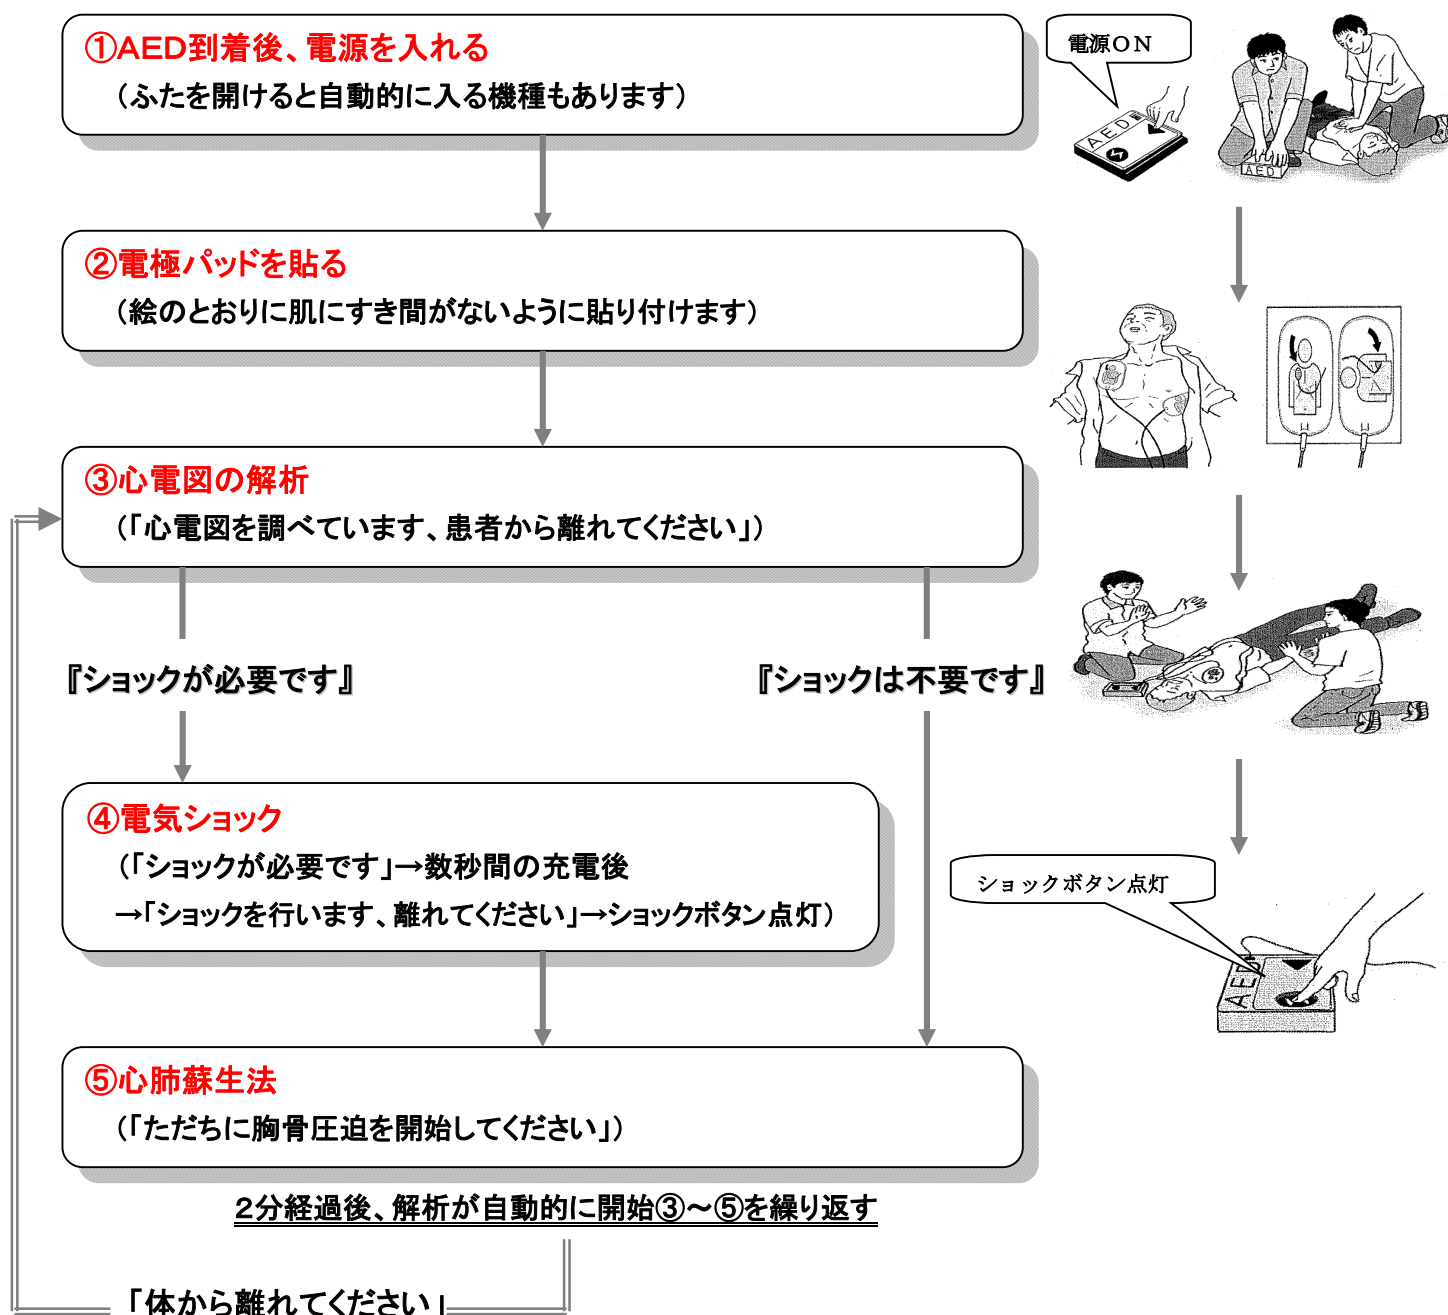 ①AED到着後、電源を入れる
（ふたを開けると自動的に入る機種もあります）
電源ON
AED
AED
②電極パッドを貼る
（絵のとおりに肌にすき間がないように貼り付けます）
③心電図の解析
（「心電図を調べています、患者から離れてください」）
『ショックが必要です』
『ショックは不要です』
④電気ショック
（「ショックが必要です」→数秒間の充電後
→「ショックを行います、離れてください」→ショックボタン点灯）
ショックボタン点灯
AED
⑤心肺蘇生法
（「ただちに胸骨圧迫を開始してください」）
２分経過後、解析が自動的に開始③～⑤を繰り返す
「体から離れてください」